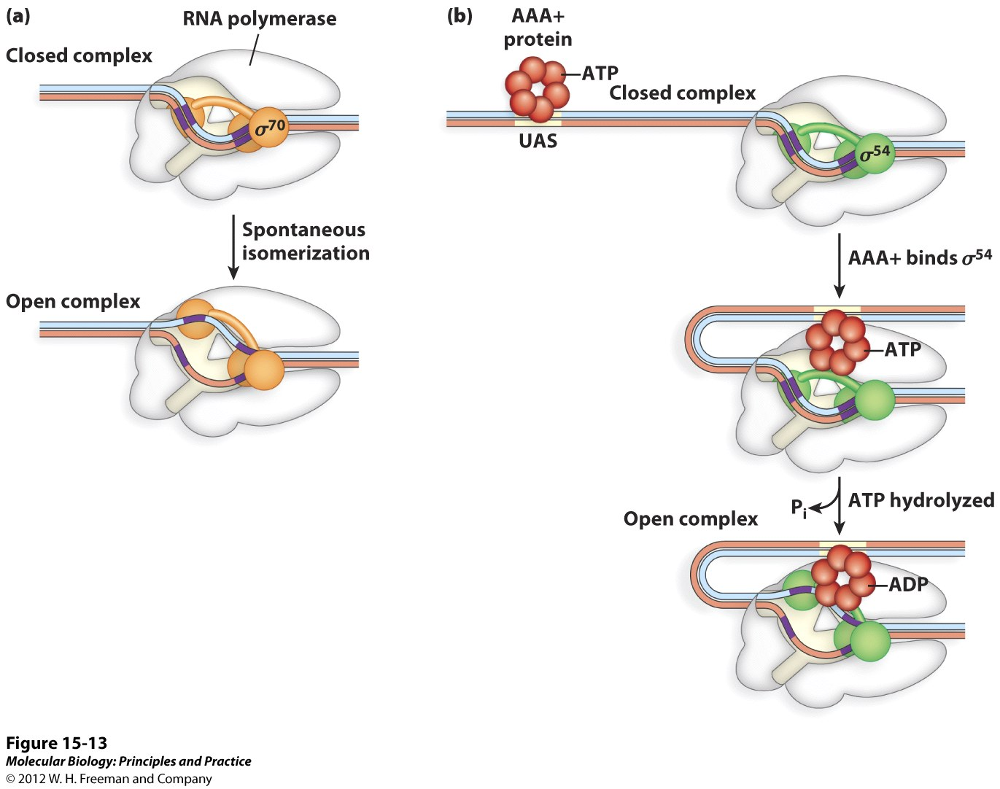 (a)
RNA polymerase
Closed complex
σ70
Spontaneous
isomerization
Open complex
(b)
AAA+
protein
ATP
Closed complex
UAS
σ54
AAA+ binds σ54
ATP
Pi
ATP hydrolyzed
Open complex
ADP
Figure 15-13
Molecular Biology: Principles and Practice
© 2012 W. H. Freeman and Company